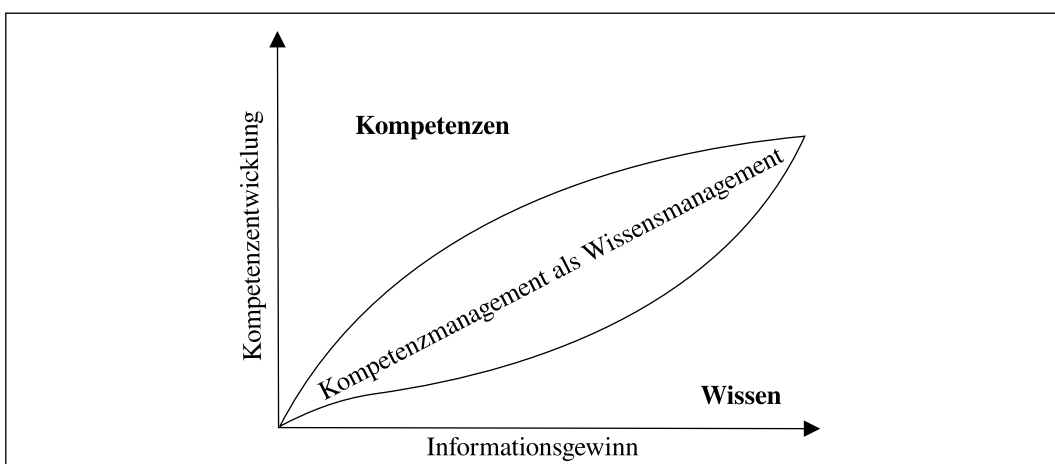 Kompetenzentwicklung
Kompetenzen
Kompetenzmanagement als Wissensmanagement
Wissen
Informationsgewinn